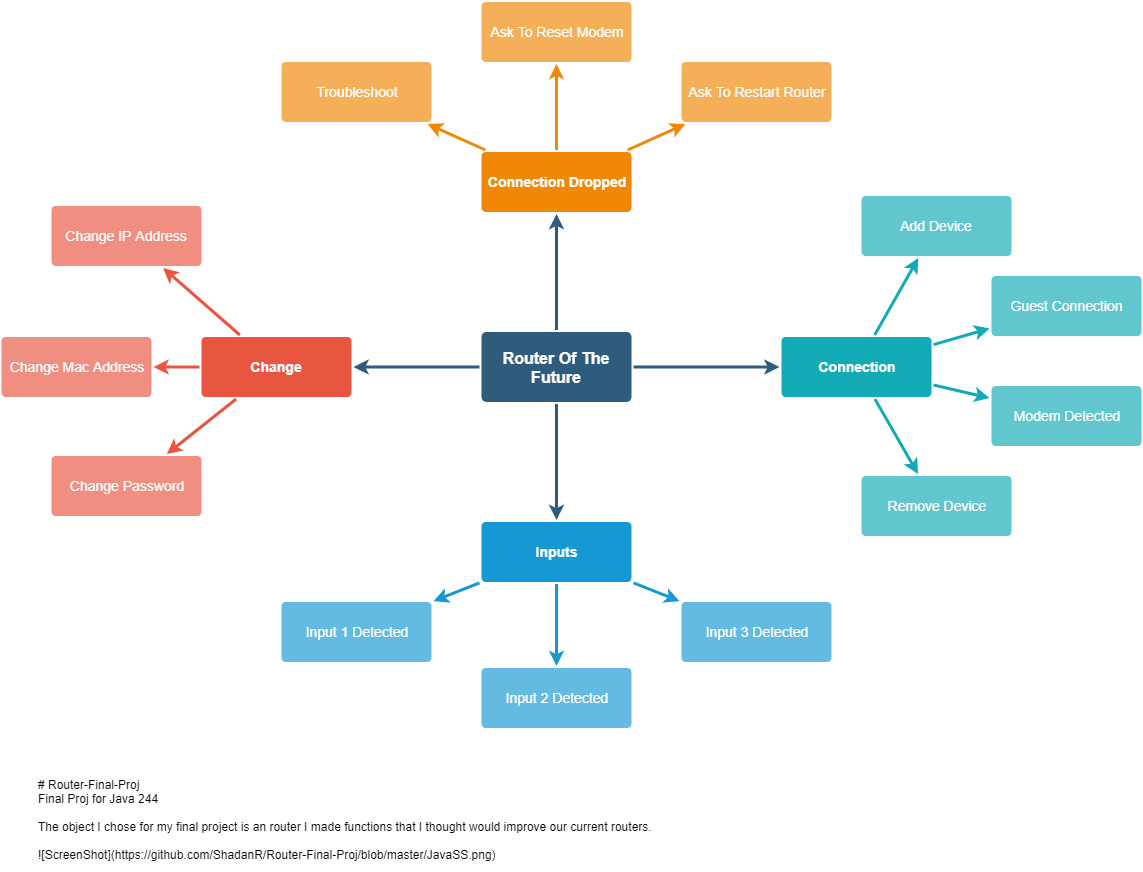 Ask To Reset Modem
Troubleshoot
Ask To Restart Router
Connection Dropped
Change IP Address
Add Device
Guest Connection
Change Mac Address
Change
Router Of The
Future
Connection
Modem Detected
Change Password
Remove Device
Inputs
Input 1 Detected
Input 3 Detected
Input 2 Detected
# Router-Final-Proj
Final Proj for Java 244
The object I chose for my final project is an router I made functions that I thought would improve our current routers.
![ScreenShot](https://github.com/ShadanR/Router-Final-Proj/blob/master/JavaSS.png)